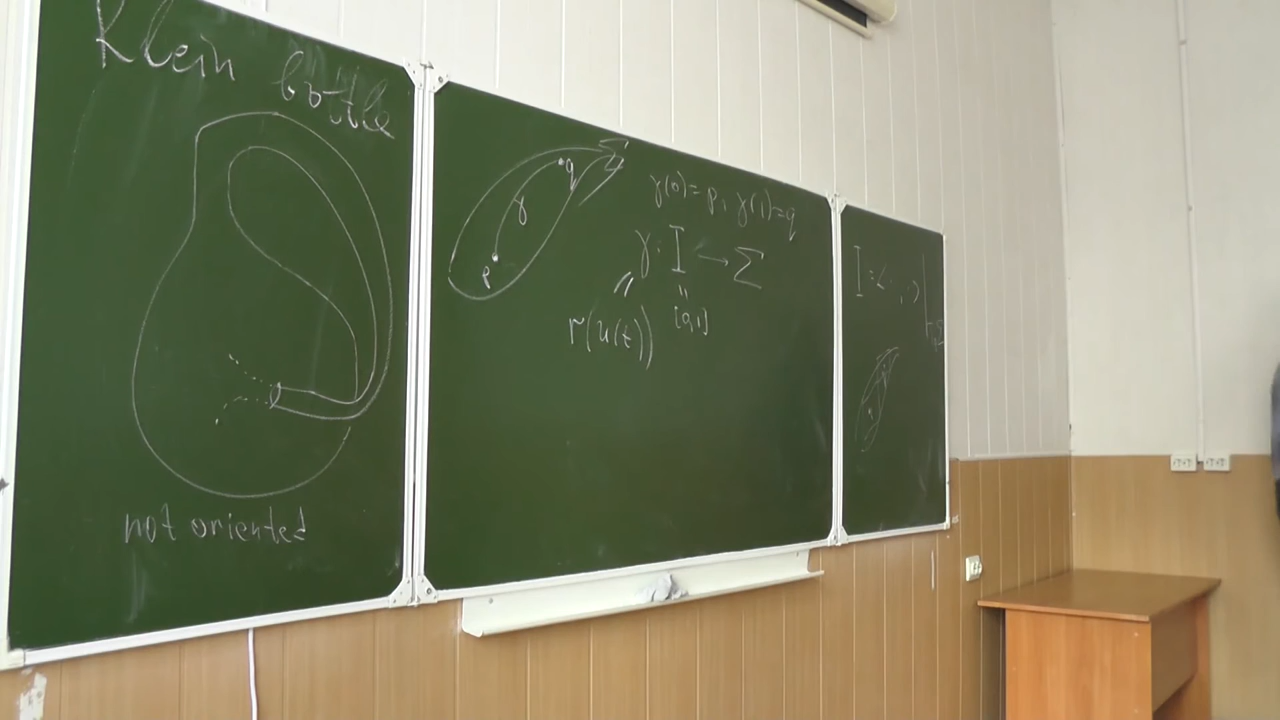 Klein bottle
not oriented
Σ
q
γ
p
γ(0)=p, γ(1)=q
γ: I → Σ
[0,1]
r(u(t))
I = < . , . >|